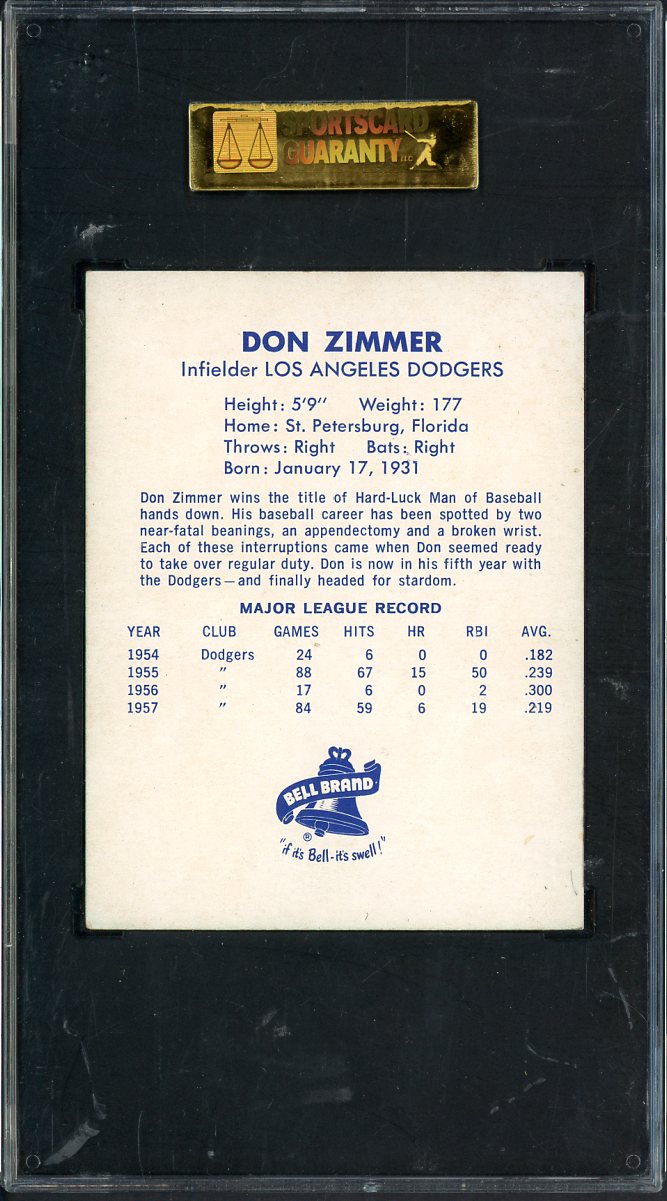 SPORTSCARD
GUARANTY LLC
DON ZIMMER
Infielder LOS ANGELES DODGERS
Height: 5'9'' Weight: 177
Home: St. Petersburg, Florida
Throws: Right Bats: Right
Born: January 17, 1931
Don Zimmer wins the title of Hard-Luck Man of Baseball
hands down. His baseball career has been spotted by two
near-fatal beanings, an appendectomy and a broken wrist.
Each of these interruptions came when Don seemed ready
to take over regular duty. Don is now in his fifth year with
the Dodgers—and finally headed for stardom.
MAJOR LEAGUE RECORD
YEAR CLUB GAMES HITS HR RBI AVG.
1954 Dodgers 24 6 0 0 .182
1955 " 88 67 15 50 .239
1956 " 17 6 0 2 .300
1957 " 84 59 6 19 .219
BELL BRAND
®
"if it's Bell-it's swell!"